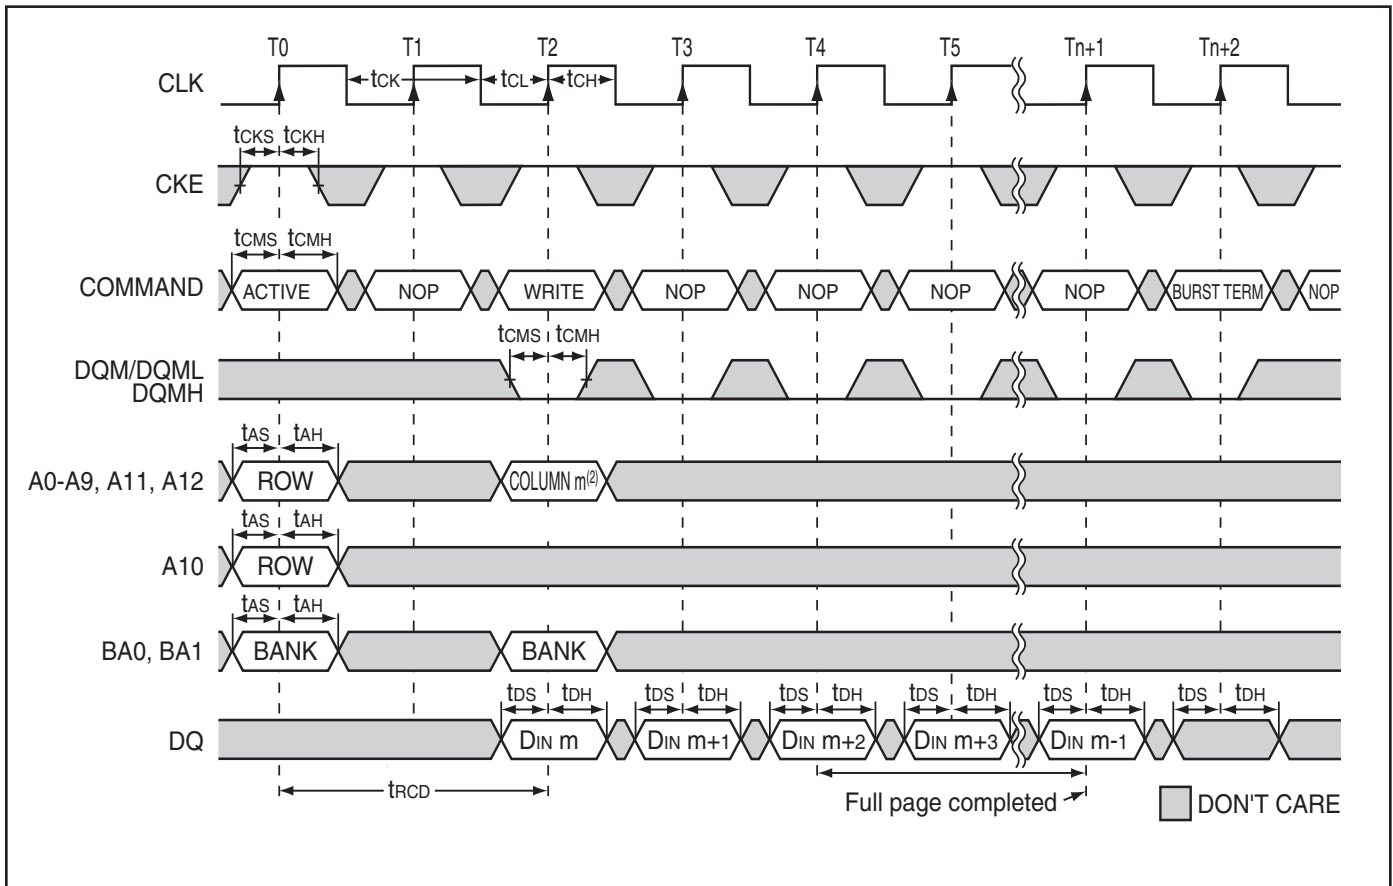 T0 T1 T2 T3 T4 T5 Tn+1 Tn+2
CLK tCK tCL tCH
tCKS tCKH
CKE
tCMS tCMH
COMMAND ACTIVE NOP WRITE NOP NOP NOP NOP BURST TERM NOP
tCMS tCMH
DQM/DQML
DQMH
tAS tAH
A0-A9, A11, A12 ROW COLUMN m(2)
tAS tAH
A10 ROW
tAS tAH
BA0, BA1 BANK BANK
tDS tDH tDS tDH tDS tDH tDS tDH tDS tDH tDS tDH
DQ DIN m DIN m+1 DIN m+2 DIN m+3 DIN m-1
tRCD
Full page completed
DON'T CARE